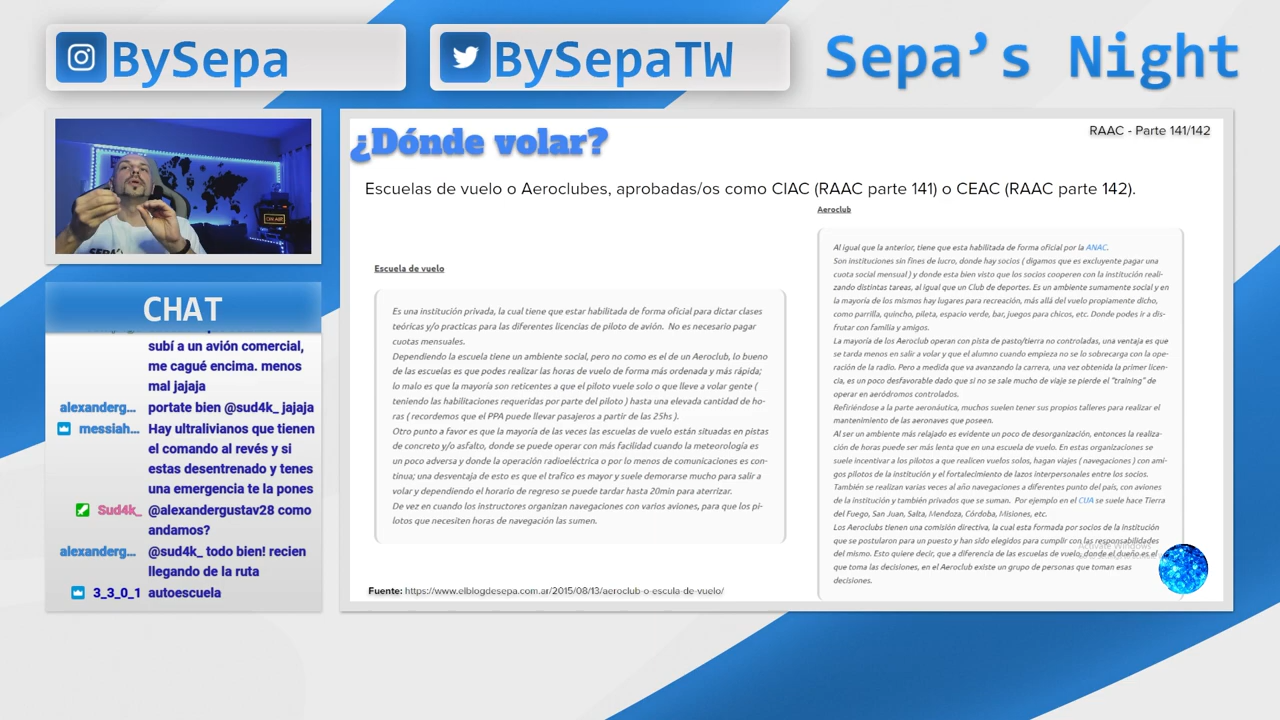 BySepa
BySepaTW
Sepa's Night
ON AIR
CHAT
subí a un avión comercial,
me cagué encima. menos
mal jajaja
alexanderg... portate bien @sud4k_ jajaja
messiah... Hay ultralivianos que tienen
el comando al revés y si
estas desentrenado y tenes
una emergencia te la pones
Sud4k_ @alexandergustav28 como
andamos?
alexanderg... @sud4k_ todo bien! recien
llegando de la ruta
3_3_0_1 autoescuela
¿Dónde volar?
RAAC - Parte 141/142
Escuelas de vuelo o Aeroclubes, aprobadas/os como CIAC (RAAC parte 141) o CEAC (RAAC parte 142).
Escuela de vuelo
Es una institución privada, la cual tiene que estar habilitada de forma oficial para dictar clases
teóricas y/o practicas para las diferentes licencias de piloto de avión. No es necesario pagar
cuotas mensuales.
Dependiendo la escuela tiene un ambiente social, pero no como es el de un Aeroclub, lo bueno
de las escuelas es que podes realizar las horas de vuelo de forma más ordenada y más rápida;
lo malo es que la mayoría son reticentes a que el piloto vuele solo o que lleve a volar gente (
teniendo las habilitaciones requeridas por parte del piloto ) hasta una elevada cantidad de ho-
ras ( recordemos que el PPA puede llevar pasajeros a partir de las 25hs ).
Otro punto a favor es que la mayoría de las veces las escuelas de vuelo están situadas en pistas
de concreto y/o asfalto, donde se puede operar con más facilidad cuando la meteorología es
un poco adversa y donde la operación radioeléctrica o por lo menos de comunicaciones es con-
tinua; una desventaja de esto es que el trafico es mayor y suele demorarse mucho para salir a
volar y dependiendo el horario de regreso se puede tardar hasta 20min para aterrizar.
De vez en cuando los instructores organizan navegaciones con varios aviones, para que los pi-
lotos que necesiten horas de navegación las sumen.
Fuente: https://www.elblogdesepa.com.ar/2015/08/13/aeroclub-o-escula-de-vuelo/
Aeroclub
Al igual que la anterior, tiene que esta habilitada de forma oficial por la ANAC.
Son instituciones sin fines de lucro, donde hay socios ( digamos que es excluyente pagar una
cuota social mensual ) y donde esta bien visto que los socios cooperen con la institución reali-
zando distintas tareas, al igual que un Club de deportes. Es un ambiente sumamente social y en
la mayoría de los mismos hay lugares para recreación, más allá del vuelo propiamente dicho,
como parrilla, quincho, pileta, espacio verde, bar, juegos para chicos, etc. Donde podes ir a dis-
frutar con familia y amigos.
La mayoría de los Aeroclub operan con pista de pasto/tierra no controladas, una ventaja es que
se tarda menos en salir a volar y que el alumno cuando empieza no se lo sobrecarga con la ope-
ración de la radio. Pero a medida que va avanzando la carrera, una vez obtenida la primer licen-
cia, es un poco desfavorable dado que si no se sale mucho de viaje se pierde el "training" de
operar en aeródromos controlados.
Refiriéndose a la parte aeronáutica, muchos suelen tener sus propios talleres para realizar el
mantenimiento de las aeronaves que poseen.
Al ser un ambiente más relajado es evidente un poco de desorganización, entonces la realiza-
ción de horas puede ser más lenta que en una escuela de vuelo. En estas organizaciones se
suele incentivar a los pilotos a que realicen vuelos solos, hagan viajes ( navegaciones ) con ami-
gos pilotos de la institución y el fortalecimiento de lazos interpersonales entre los socios.
También se realizan varias veces al año navegaciones a diferentes punto del país, con aviones
de la institución y también privados que se suman. Por ejemplo en el CUA se suele hace Tierra
del Fuego, San Juan, Salta, Mendoza, Córdoba, Misiones, etc.
Los Aeroclubs tienen una comisión directiva, la cual esta formada por socios de la institución
que se postularon para un puesto y han sido elegidos para cumplir con las responsabilidades
del mismo. Esto quiere decir, que a diferencia de las escuelas de vuelo, donde el dueño es el
que toma las decisiones, en el Aeroclub existe un grupo de personas que toman esas
decisiones.
Activate Windows